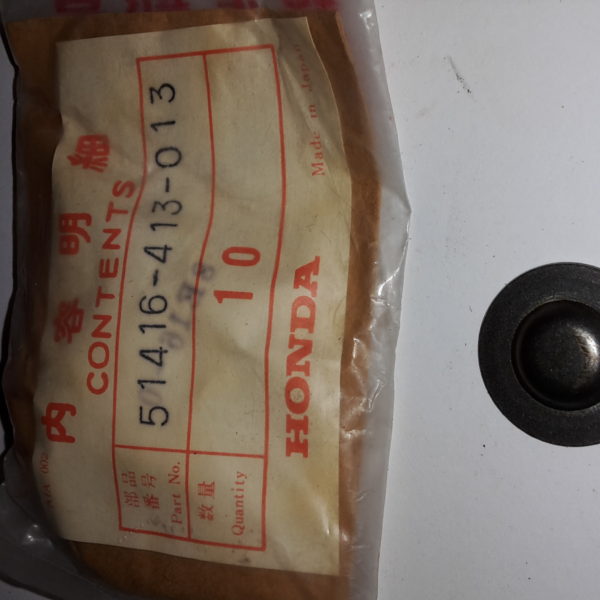 内容明細
CONTENTS
部品番号
Part No.
51416-413-013
数量
Quantity
10
HONDA
Made in Japan